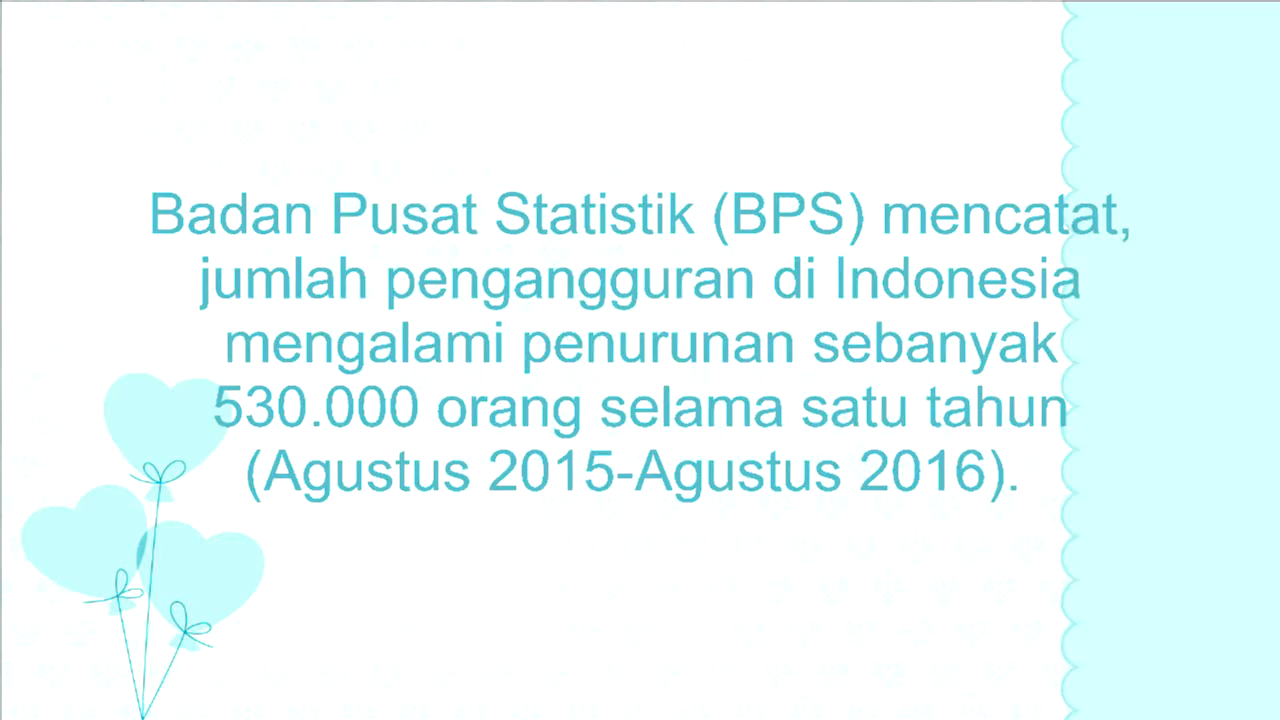 Badan Pusat Statistik (BPS) mencatat,
jumlah pengangguran di Indonesia
mengalami penurunan sebanyak
530.000 orang selama satu tahun
(Agustus 2015-Agustus 2016).